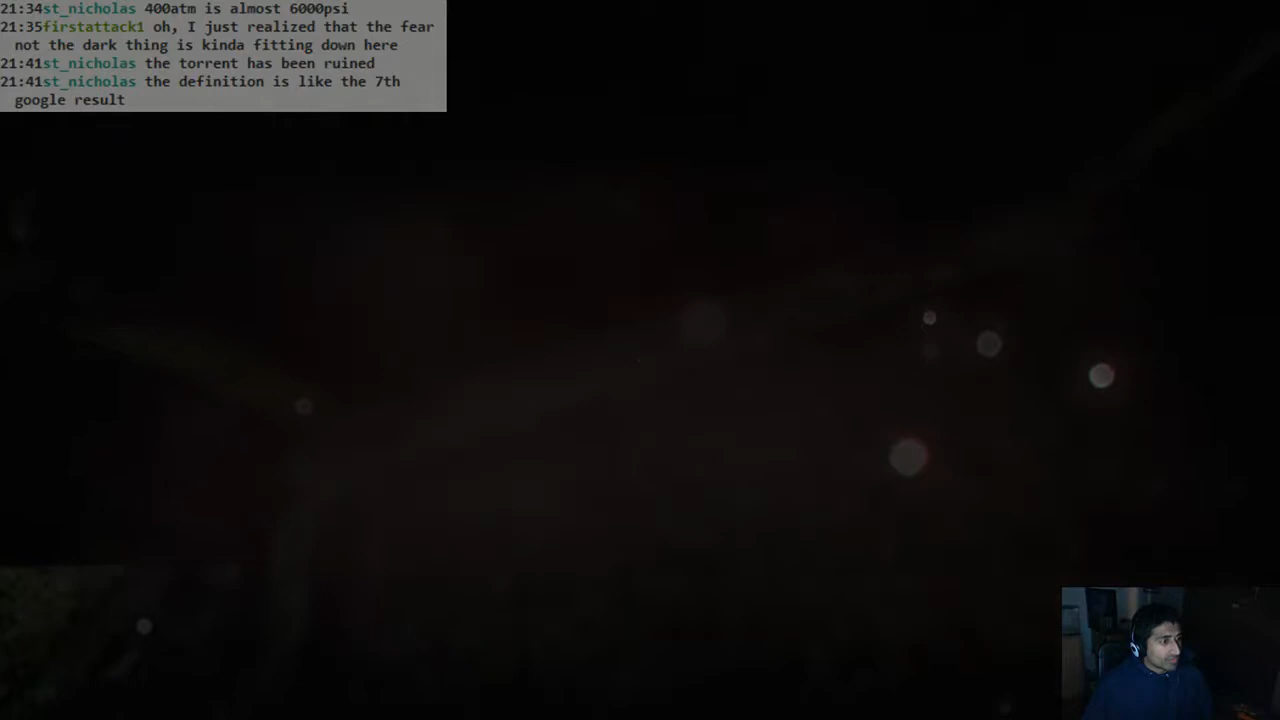 21:34st_nicholas 400atm is almost 6000psi
21:35firstattack1 oh, I just realized that the fear
not the dark thing is kinda fitting down here
21:41st_nicholas the torrent has been ruined
21:41st_nicholas the definition is like the 7th
google result